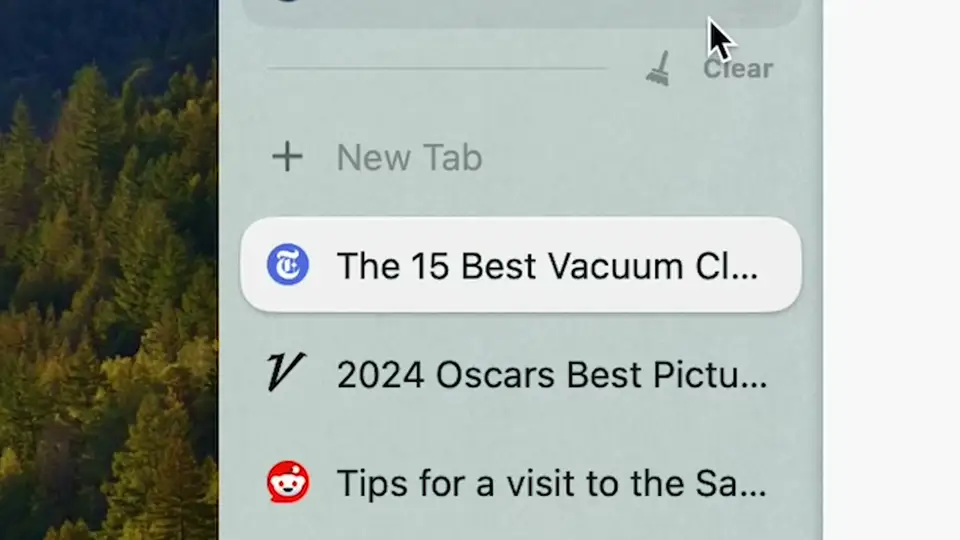 Clear
New Tab
The 15 Best Vacuum Cl...
2024 Oscars Best Pictu...
Tips for a visit to the Sa...